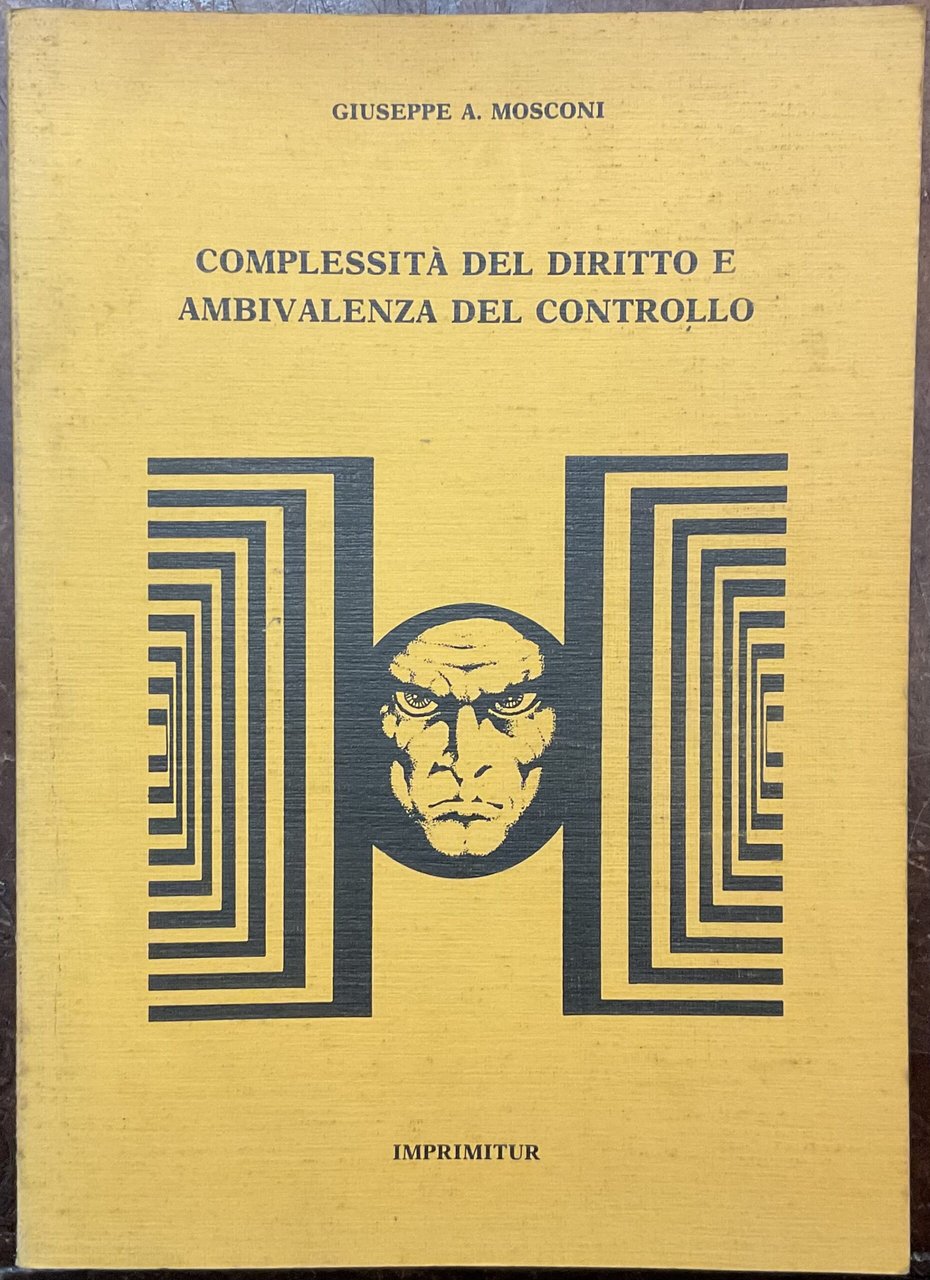 GIUSEPPE A. MOSCONI
COMPLESSITÀ DEL DIRITTO E
AMBIVALENZA DEL CONTROLLO
IMPRIMITUR